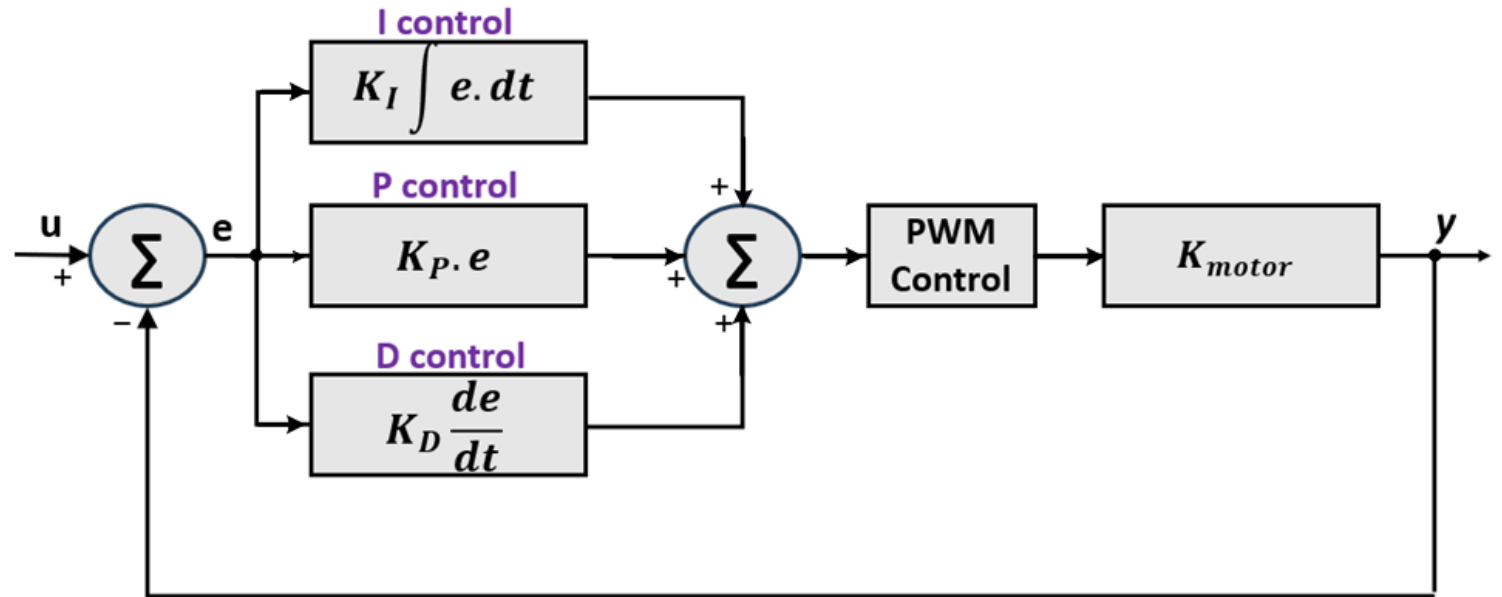 I control
K_I ∫ e.dt
P control
u
+
Σ
e
K_P.e
+
+
Σ
PWM
Control
K_motor
y
−
+
D control
K_D de/dt